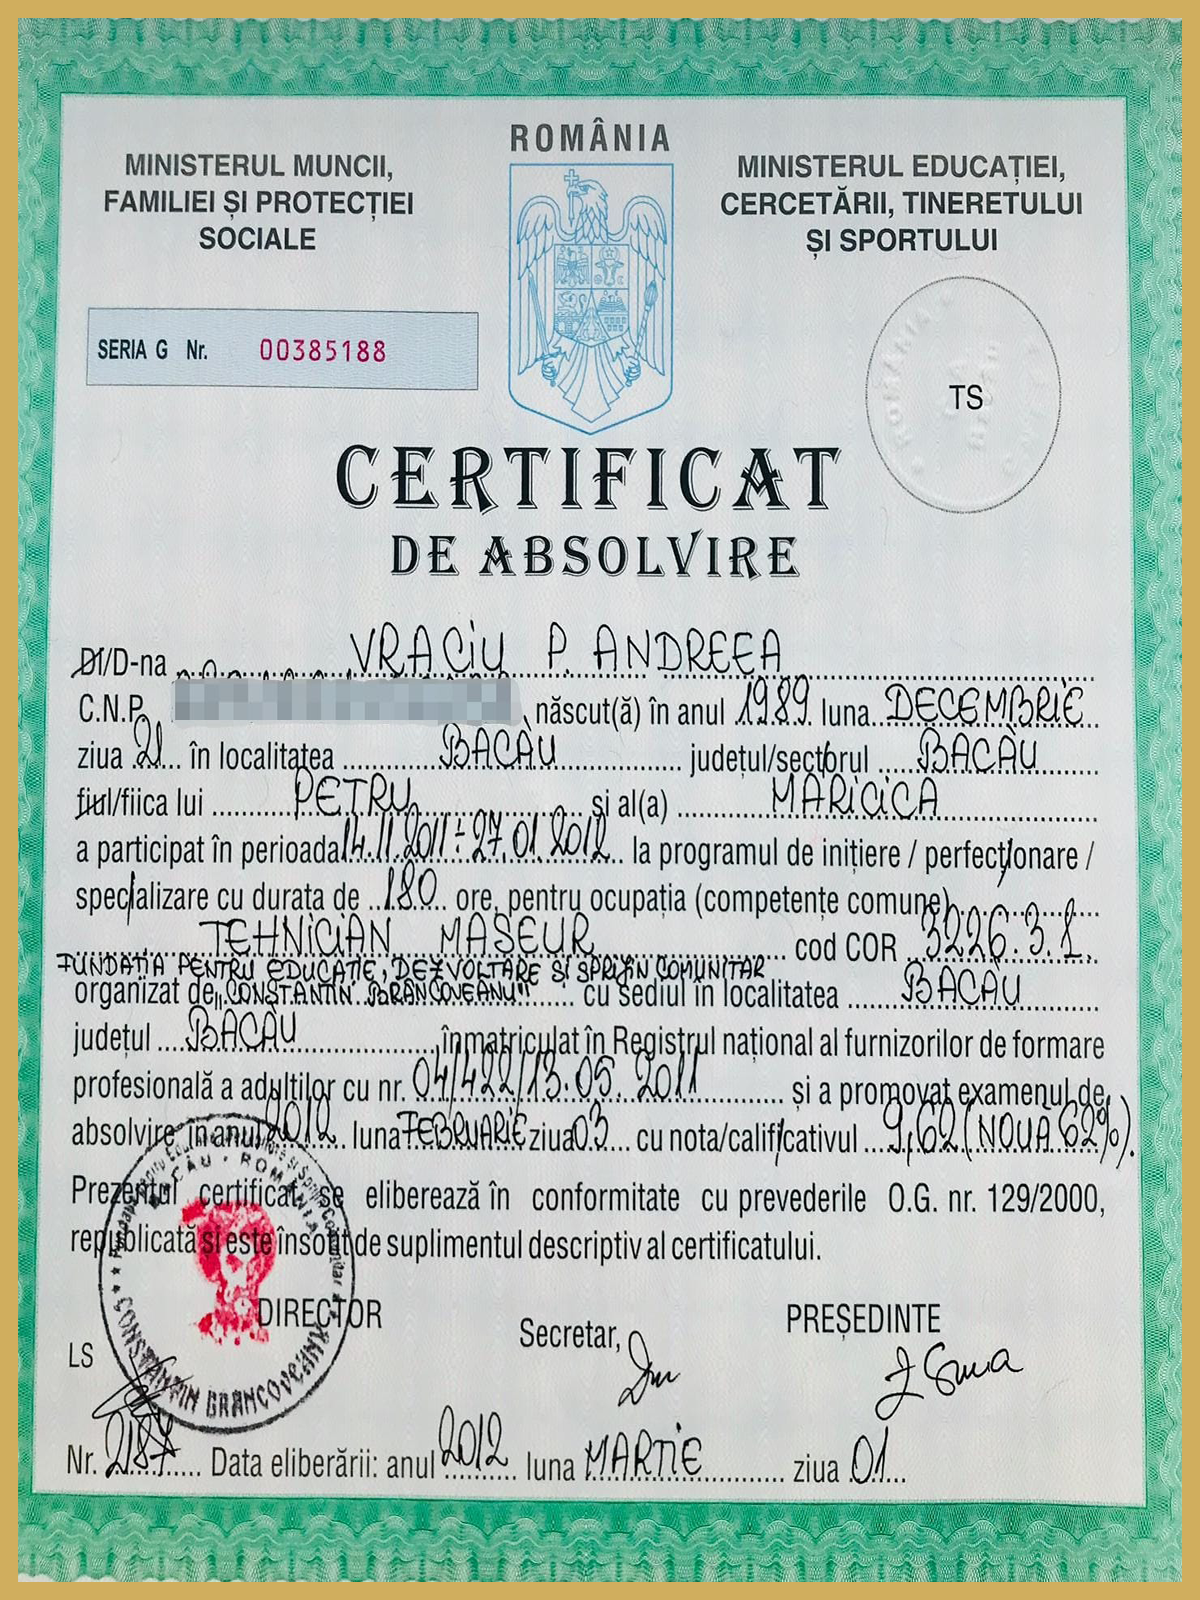 ROMÂNIA
MINISTERUL MUNCII,
FAMILIEI ȘI PROTECȚIEI
SOCIALE
MINISTERUL EDUCAȚIEI,
CERCETĂRII, TINERETULUI
ȘI SPORTULUI
SERIA G Nr. 00385188
TS
CERTIFICAT
DE ABSOLVIRE
Dl/D-na VRACIU P. ANDREEA
C.N.P. născut(ă) în anul 1989 luna DECEMBRIE
ziua 21 în localitatea BACĂU județul/sectorul BACĂU
fiul/fiica lui PETRU și al(a) MARICICA
a participat în perioada 14.11.2011÷27.01.2012 la programul de inițiere / perfecționare /
specializare cu durata de 180 ore, pentru ocupația (competențe comune)
TEHNICIAN MASEUR cod COR 3226.3.1.
FUNDAȚIA PENTRU EDUCAȚIE, DEZVOLTARE ȘI SPRIJIN COMUNITAR
organizat de „CONSTANTIN BRÂNCOVEANU" cu sediul în localitatea BACĂU
județul BACĂU înmatriculat în Registrul național al furnizorilor de formare
profesională a adulților cu nr. 04/422/13.05.2011 și a promovat examenul de
absolvire în anul 2012 luna FEBRUARIE ziua 03 cu nota/calificativul 9,62 (NOUĂ 62%).
Prezentul certificat se eliberează în conformitate cu prevederile O.G. nr. 129/2000,
republicată și este însoțit de suplimentul descriptiv al certificatului.
DIRECTOR
Secretar,
PREȘEDINTE
LS
BACĂU · ROMÂNIA
CONSTANTIN BRÂNCOVEANU
Nr. 2187 Data eliberării: anul 2012 luna MARTIE ziua 01